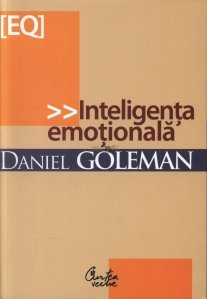 [EQ]
>>Inteligența
emoțională
DANIEL GOLEMAN
Curtea
veche